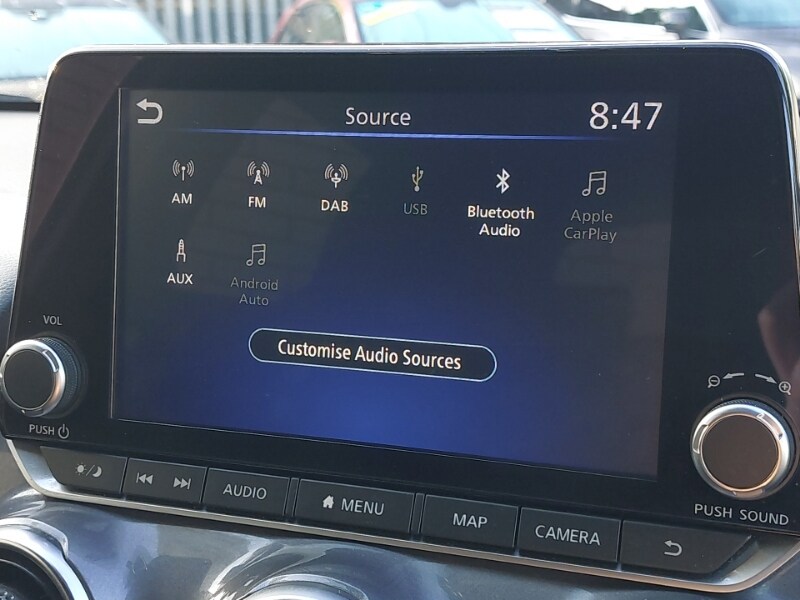 Source
8:47
AM
FM
DAB
USB
Bluetooth
Audio
Apple
CarPlay
AUX
Android
Auto
Customise Audio Sources
VOL
PUSH
AUDIO
MENU
MAP
CAMERA
PUSH SOUND